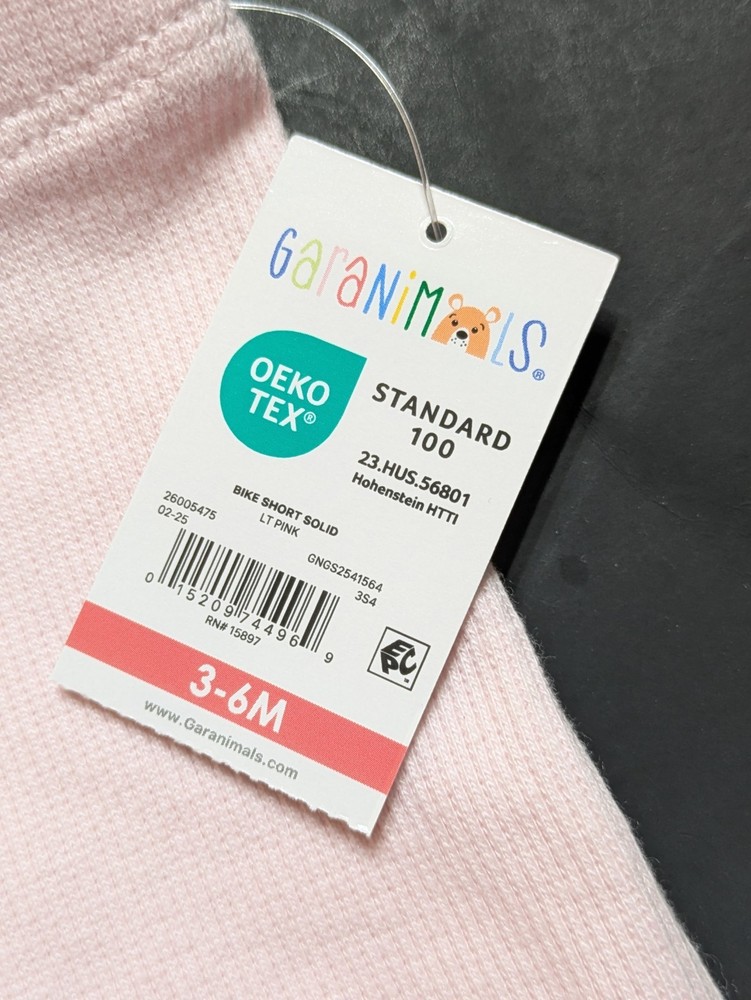 GaraNiMALS®
OEKO
TEX®
STANDARD
100
23.HUS.56801
Hohenstein HTTI
BIKE SHORT SOLID
LT PINK
26005475
02-25
GNGS2541564
3S4
0 15209 74496 9
RN# 15897
EPC
3-6M
www.Garanimals.com